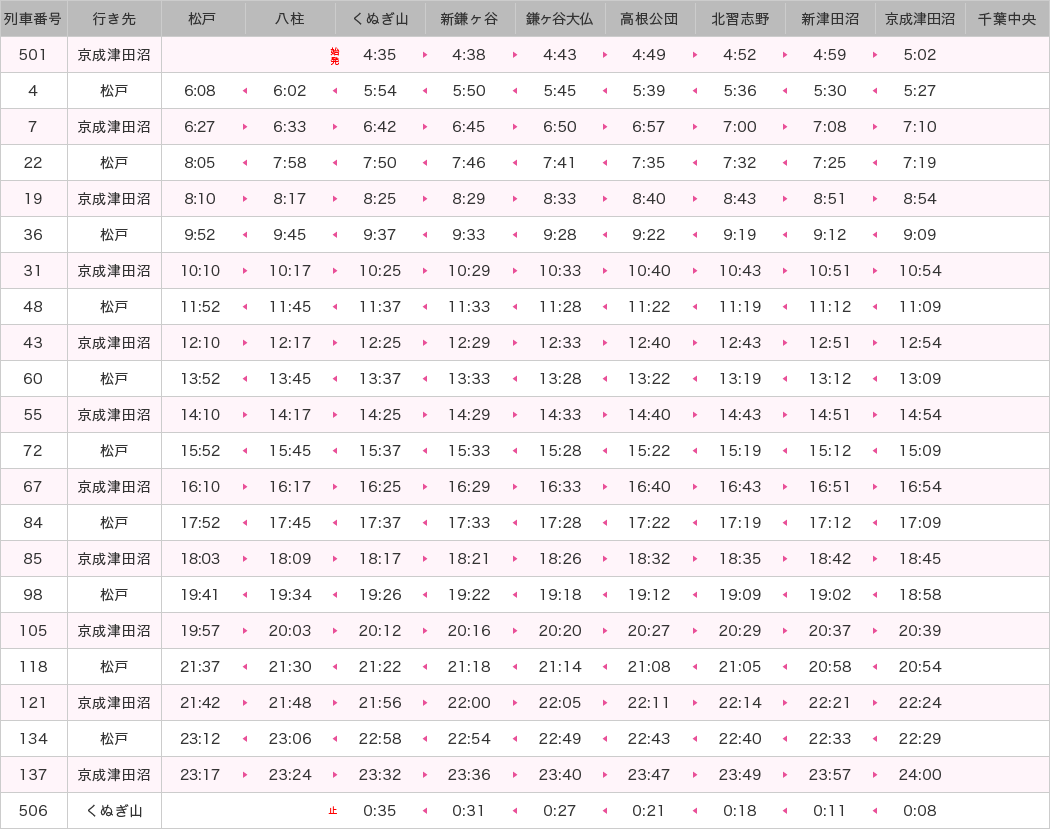 列車番号 行き先 松戸 八柱 くぬぎ山 新鎌ヶ谷 鎌ヶ谷大仏 高根公団 北習志野 新津田沼 京成津田沼 千葉中央
501 京成津田沼 始発 4:35 4:38 4:43 4:49 4:52 4:59 5:02
4 松戸 6:08 6:02 5:54 5:50 5:45 5:39 5:36 5:30 5:27
7 京成津田沼 6:27 6:33 6:42 6:45 6:50 6:57 7:00 7:08 7:10
22 松戸 8:05 7:58 7:50 7:46 7:41 7:35 7:32 7:25 7:19
19 京成津田沼 8:10 8:17 8:25 8:29 8:33 8:40 8:43 8:51 8:54
36 松戸 9:52 9:45 9:37 9:33 9:28 9:22 9:19 9:12 9:09
31 京成津田沼 10:10 10:17 10:25 10:29 10:33 10:40 10:43 10:51 10:54
48 松戸 11:52 11:45 11:37 11:33 11:28 11:22 11:19 11:12 11:09
43 京成津田沼 12:10 12:17 12:25 12:29 12:33 12:40 12:43 12:51 12:54
60 松戸 13:52 13:45 13:37 13:33 13:28 13:22 13:19 13:12 13:09
55 京成津田沼 14:10 14:17 14:25 14:29 14:33 14:40 14:43 14:51 14:54
72 松戸 15:52 15:45 15:37 15:33 15:28 15:22 15:19 15:12 15:09
67 京成津田沼 16:10 16:17 16:25 16:29 16:33 16:40 16:43 16:51 16:54
84 松戸 17:52 17:45 17:37 17:33 17:28 17:22 17:19 17:12 17:09
85 京成津田沼 18:03 18:09 18:17 18:21 18:26 18:32 18:35 18:42 18:45
98 松戸 19:41 19:34 19:26 19:22 19:18 19:12 19:09 19:02 18:58
105 京成津田沼 19:57 20:03 20:12 20:16 20:20 20:27 20:29 20:37 20:39
118 松戸 21:37 21:30 21:22 21:18 21:14 21:08 21:05 20:58 20:54
121 京成津田沼 21:42 21:48 21:56 22:00 22:05 22:11 22:14 22:21 22:24
134 松戸 23:12 23:06 22:58 22:54 22:49 22:43 22:40 22:33 22:29
137 京成津田沼 23:17 23:24 23:32 23:36 23:40 23:47 23:49 23:57 24:00
506 くぬぎ山 止 0:35 0:31 0:27 0:21 0:18 0:11 0:08